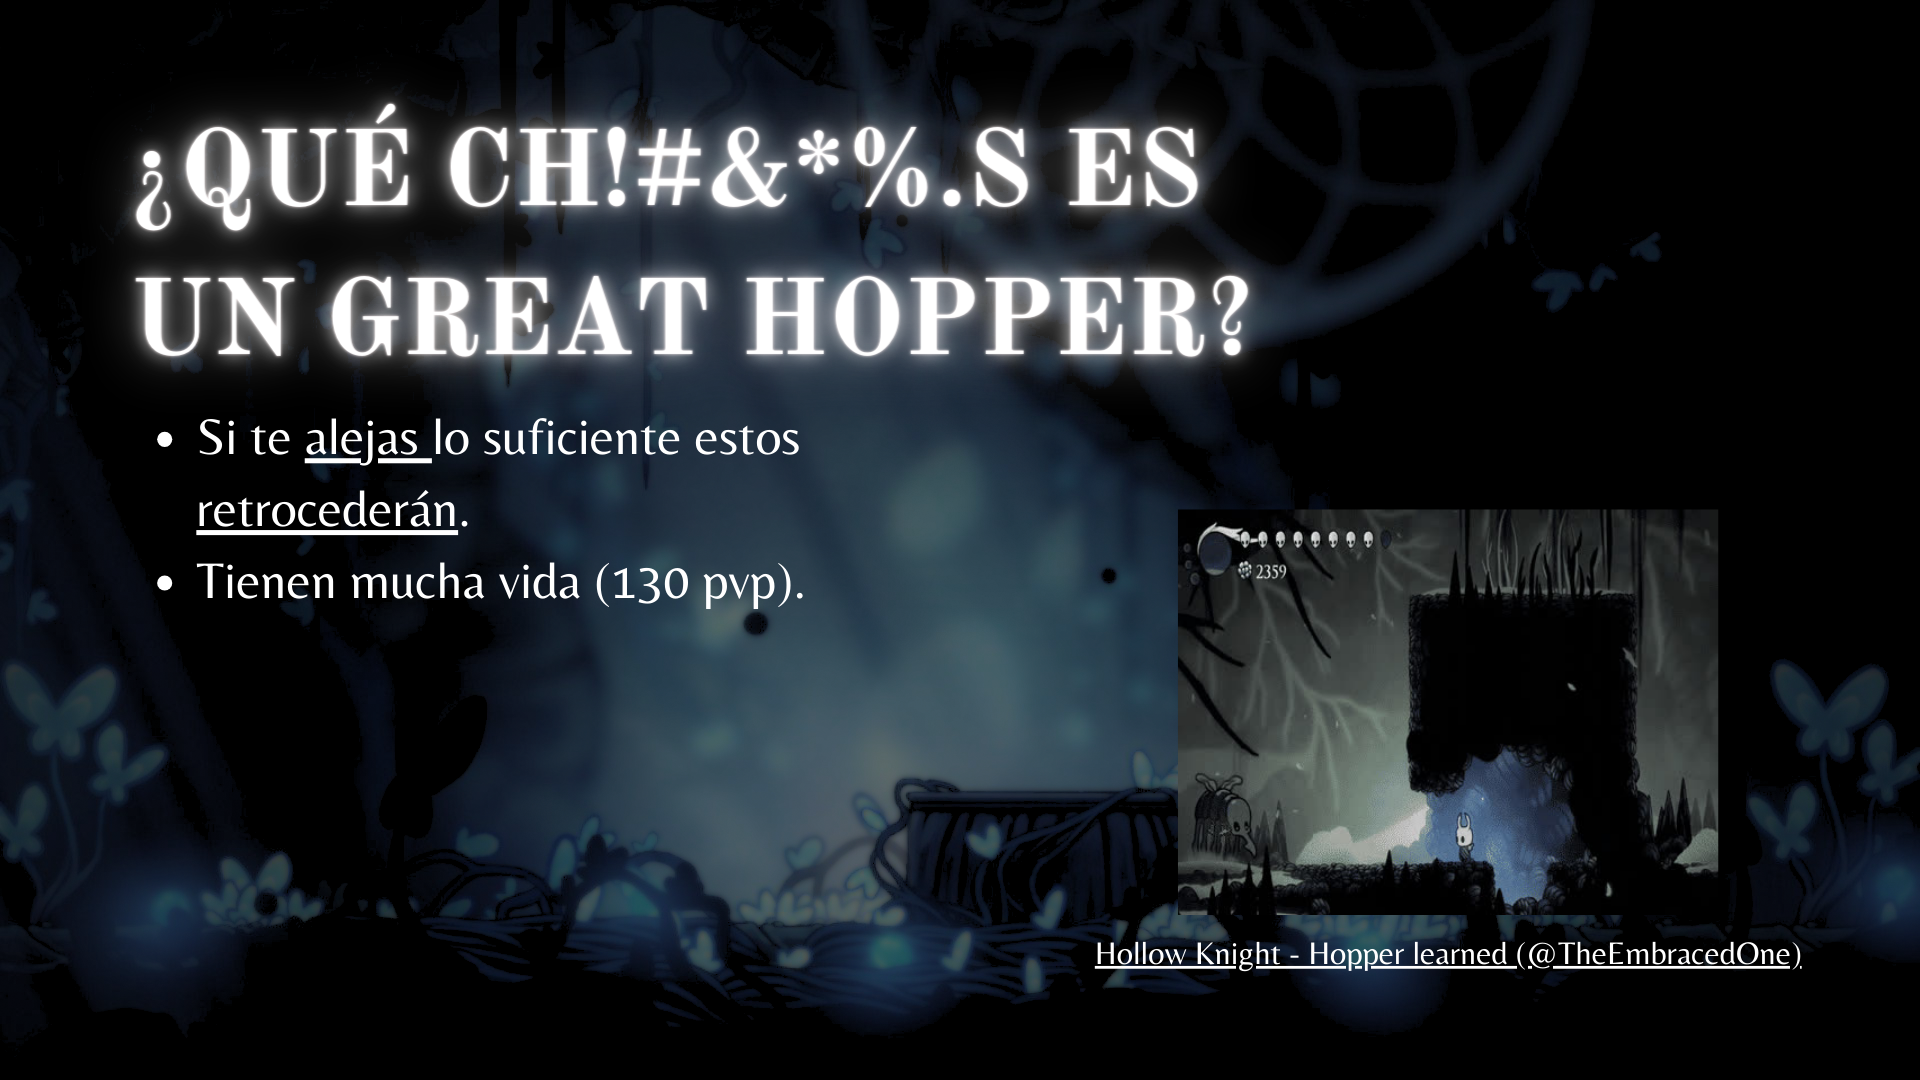 ¿QUÉ CH!#&*%.S ES
UN GREAT HOPPER?
• Si te alejas lo suficiente estos
retrocederán.
• Tienen mucha vida (130 pvp).
2359
Hollow Knight - Hopper learned (@TheEmbracedOne)